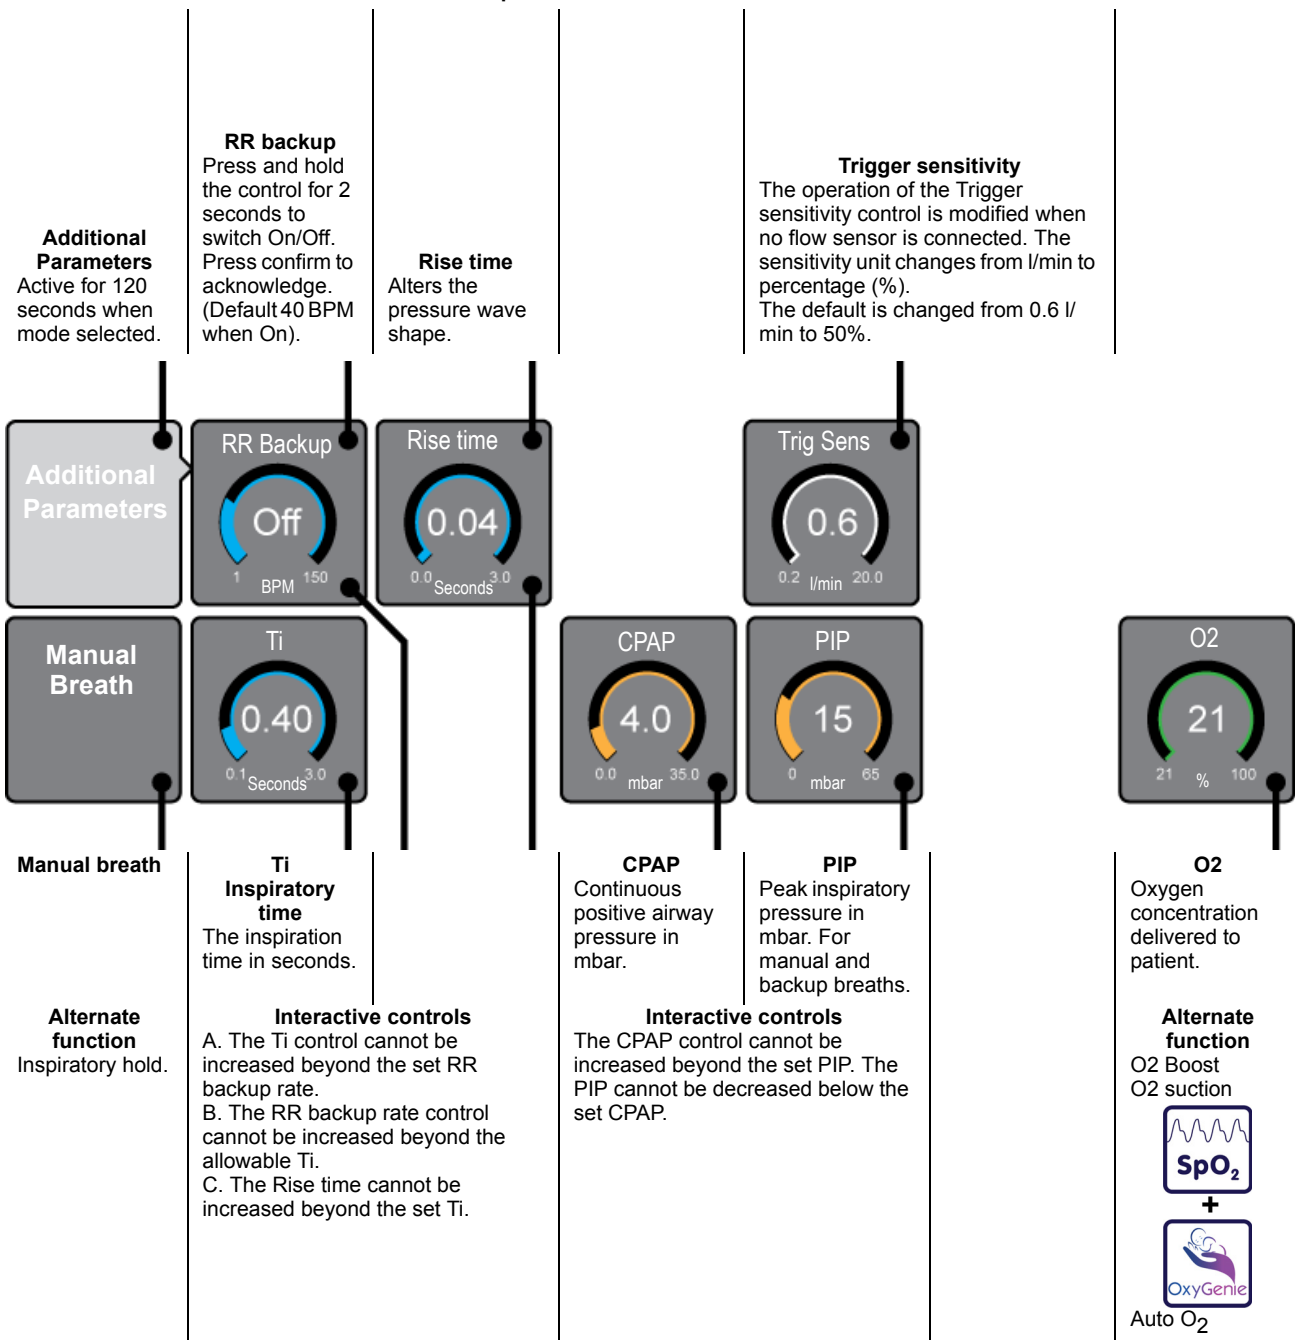 Additional
Parameters
Active for 120
seconds when
mode selected.
RR backup
Press and hold
the control for 2
seconds to
switch On/Off.
Press confirm to
acknowledge.
(Default 40 BPM
when On).
Rise time
Alters the
pressure wave
shape.
Trigger sensitivity
The operation of the Trigger
sensitivity control is modified when
no flow sensor is connected. The
sensitivity unit changes from l/min to
percentage (%).
The default is changed from 0.6 l/
min to 50%.
Additional
Parameters
RR Backup
Off
1 BPM 150
Rise time
0.04
0.0 Seconds 3.0
Trig Sens
0.6
0.2 l/min 20.0
Manual
Breath
Ti
0.40
0.1 Seconds 3.0
CPAP
4.0
0.0 mbar 35.0
PIP
15
0 mbar 65
O2
21
21 % 100
Manual breath
Ti
Inspiratory
time
The inspiration
time in seconds.
CPAP
Continuous
positive airway
pressure in
mbar.
PIP
Peak inspiratory
pressure in
mbar. For
manual and
backup breaths.
O2
Oxygen
concentration
delivered to
patient.
Alternate
function
Inspiratory hold.
Interactive controls
A. The Ti control cannot be
increased beyond the set RR
backup rate.
B. The RR backup rate control
cannot be increased beyond the
allowable Ti.
C. The Rise time cannot be
increased beyond the set Ti.
Interactive controls
The CPAP control cannot be
increased beyond the set PIP. The
PIP cannot be decreased below the
set CPAP.
Alternate
function
O2 Boost
O2 suction
SpO2
+
OxyGenie
Auto O2